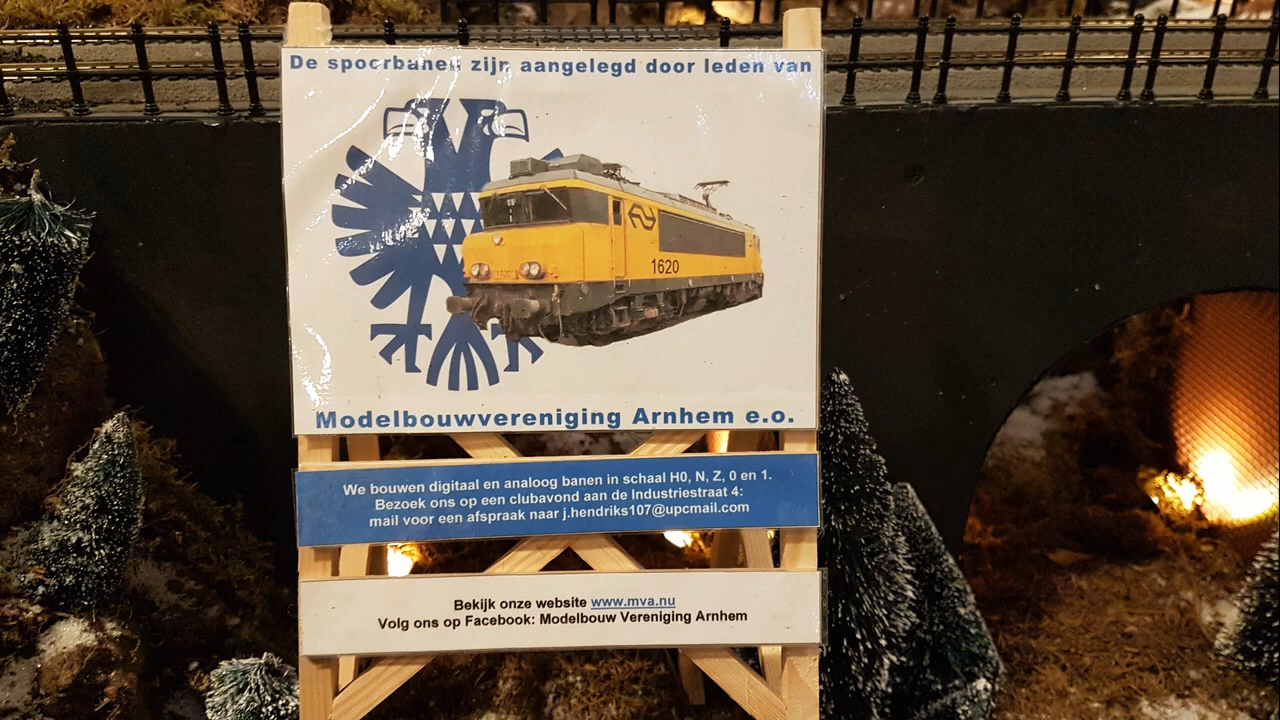 De spoorbanen zijn aangelegd door leden van
1620
1620
Modelbouwvereniging Arnhem e.o.
We bouwen digitaal en analoog banen in schaal H0, N, Z, 0 en 1.
Bezoek ons op een clubavond aan de Industriestraat 4:
mail voor een afspraak naar j.hendriks107@upcmail.com
Bekijk onze website www.mva.nu
Volg ons op Facebook: Modelbouw Vereniging Arnhem